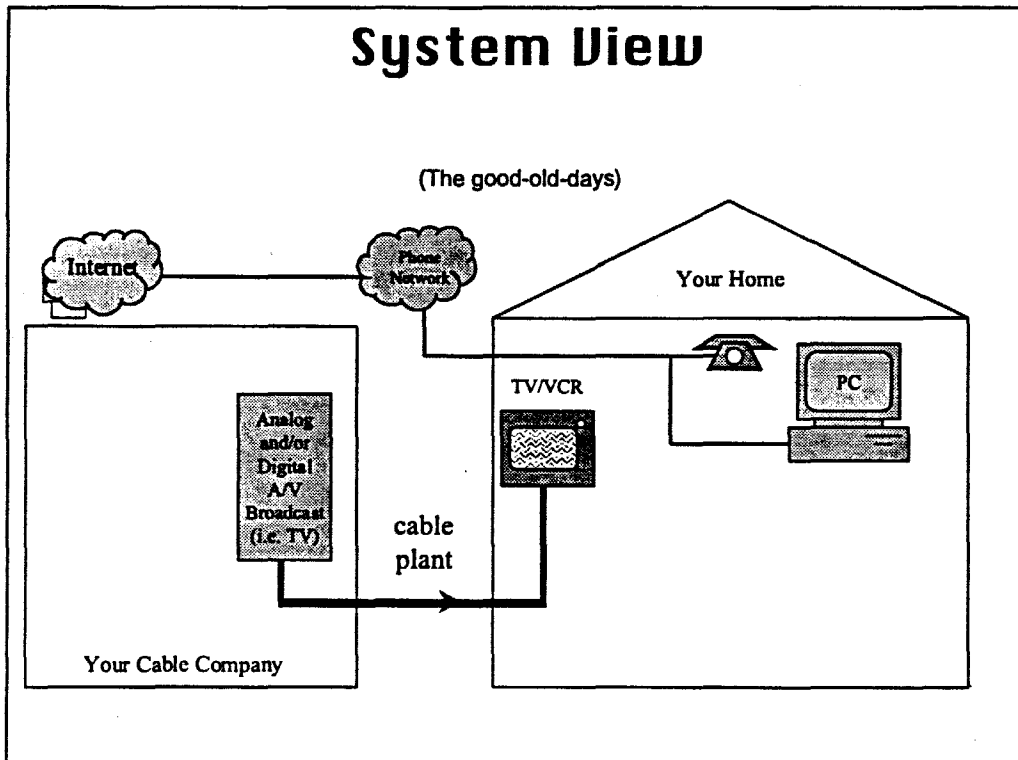 System View
(The good-old-days)
Internet
Phone
Network
Your Home
TV/VCR
PC
Analog
and/or
Digital
A/V
Broadcast
(i.e. TV)
cable
plant
Your Cable Company